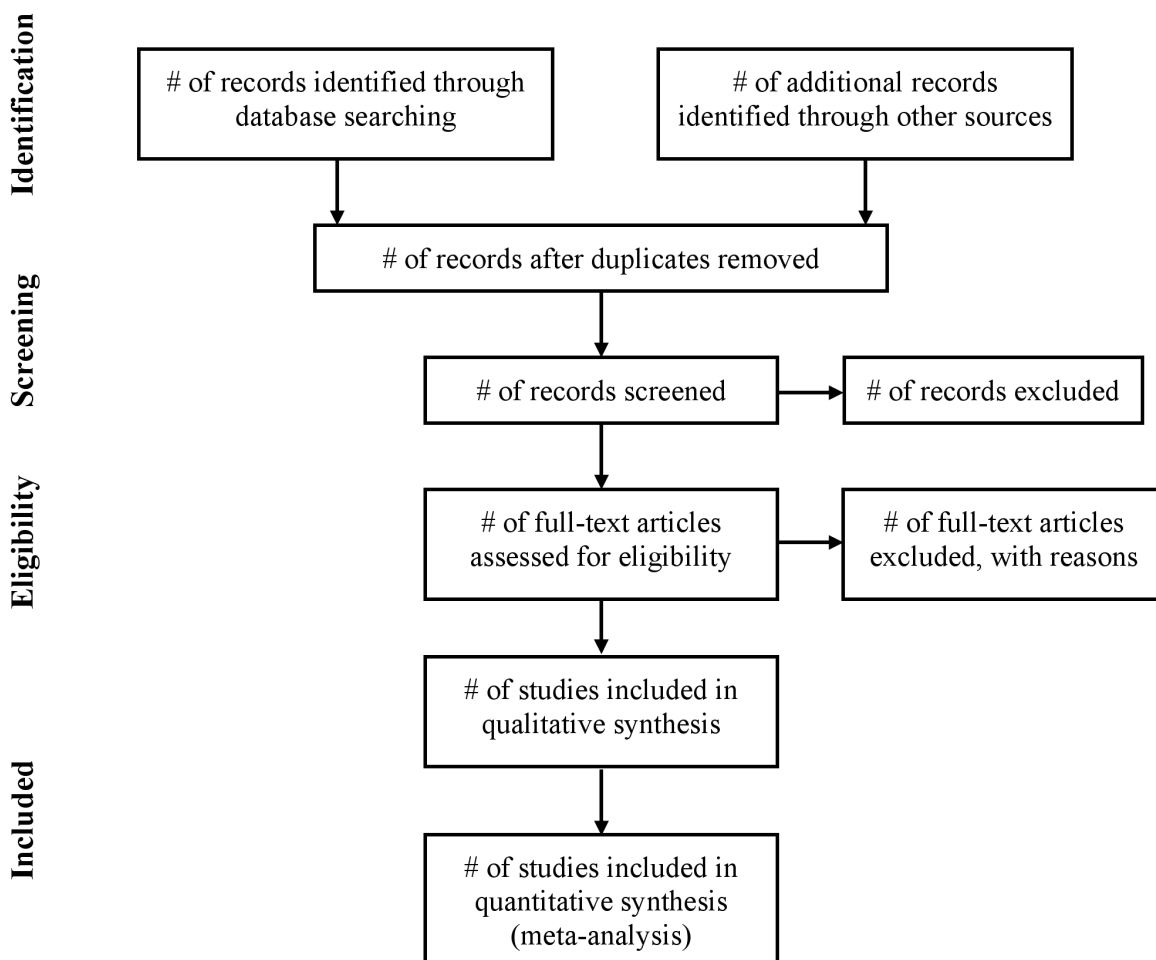 Identification
# of records identified through
database searching
# of additional records
identified through other sources
# of records after duplicates removed
Screening
# of records screened
# of records excluded
Eligibility
# of full-text articles
assessed for eligibility
# of full-text articles
excluded, with reasons
Included
# of studies included in
qualitative synthesis
# of studies included in
quantitative synthesis
(meta-analysis)